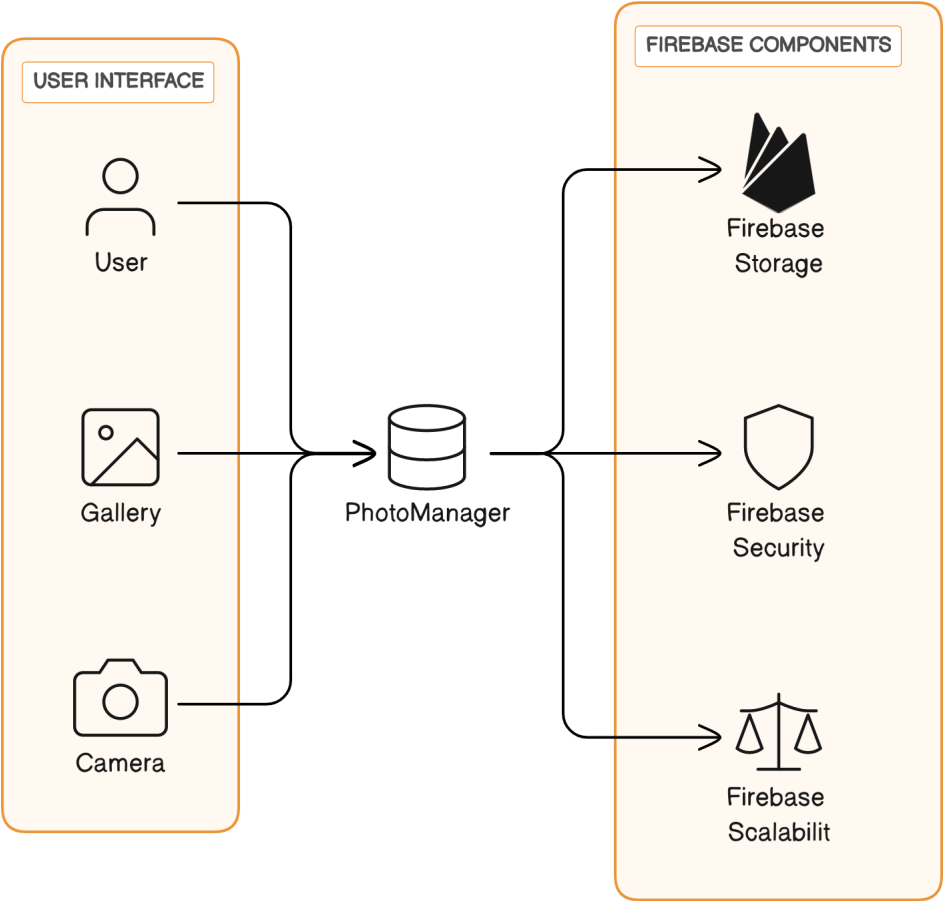 USER INTERFACE
User
Gallery
Camera
PhotoManager
FIREBASE COMPONENTS
Firebase
Storage
Firebase
Security
Firebase
Scalabilit